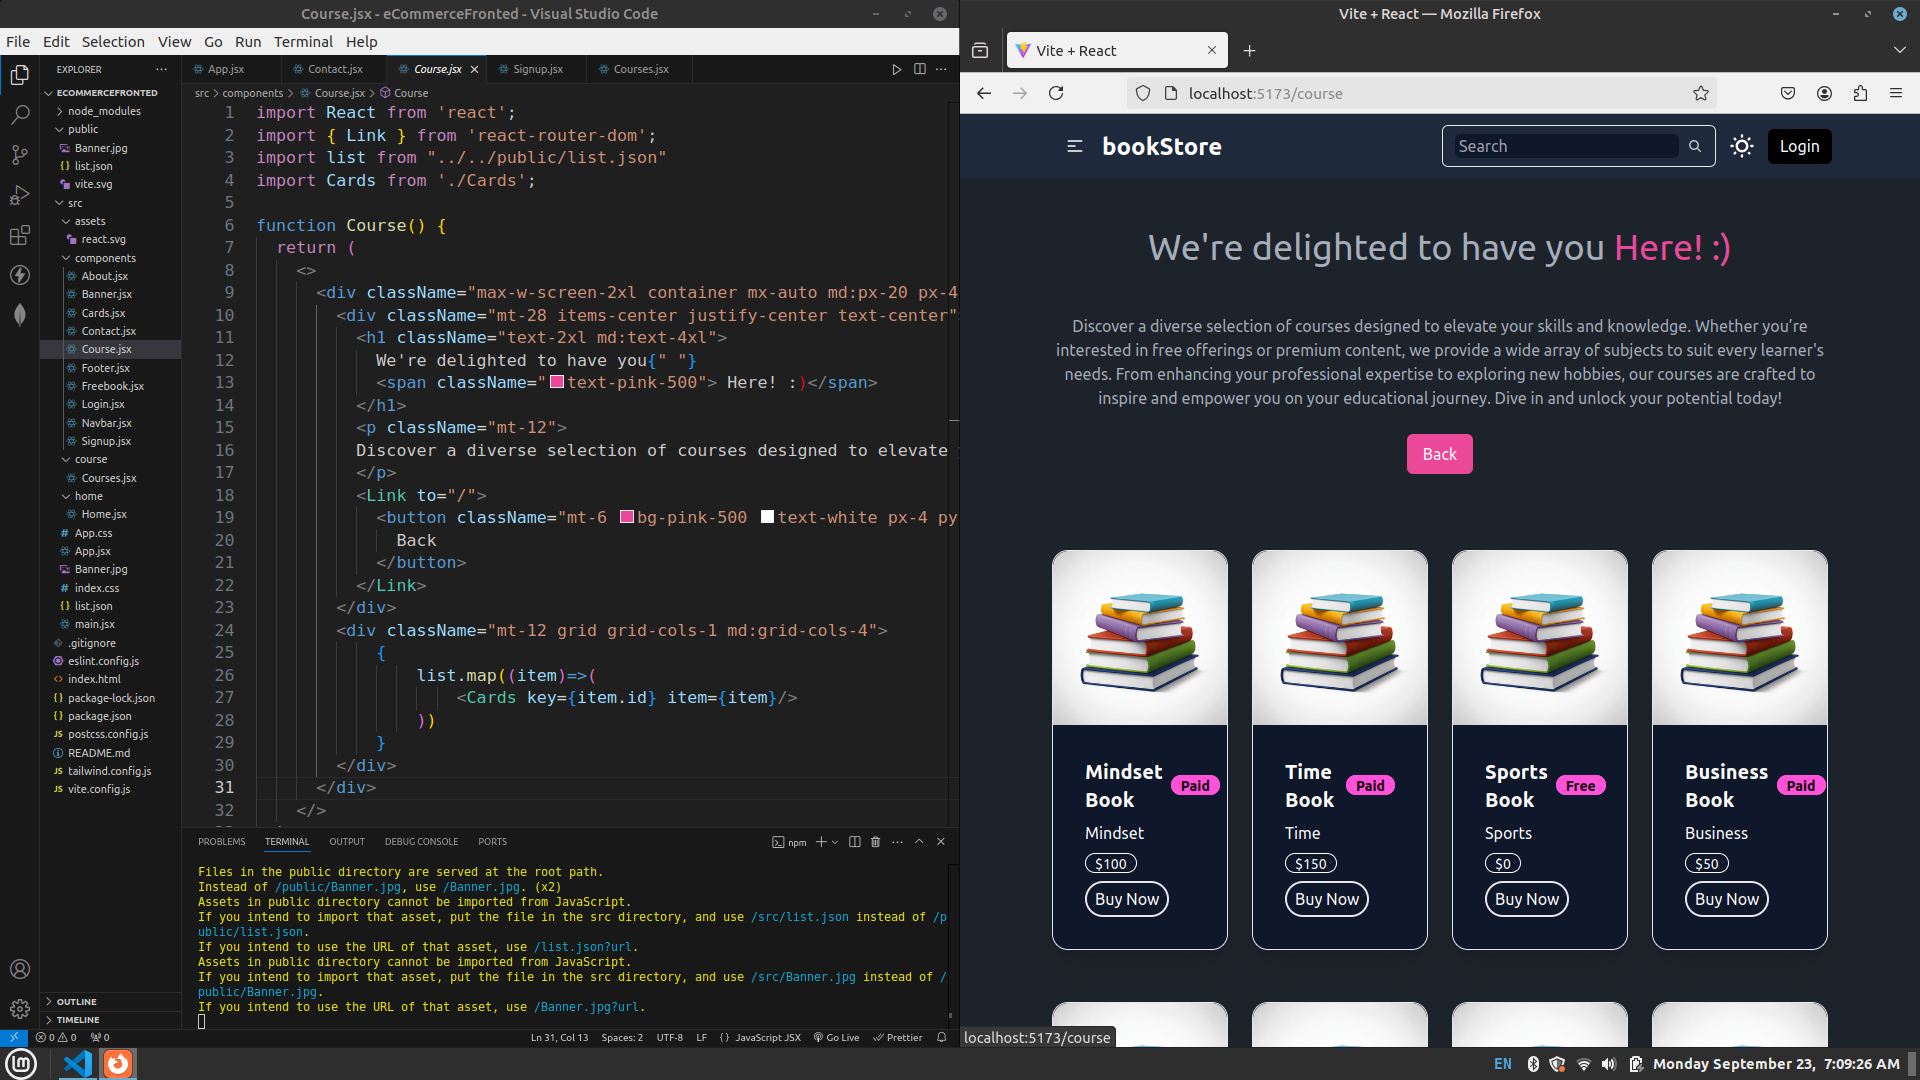 Course.jsx - eCommerceFronted - Visual Studio Code
File Edit Selection View Go Run Terminal Help
EXPLORER
App.jsx Contact.jsx Course.jsx Signup.jsx Courses.jsx
src > components > Course.jsx > Course
ECOMMERCEFRONTED
node_modules
public
Banner.jpg
list.json
vite.svg
src
assets
react.svg
components
About.jsx
Banner.jsx
Cards.jsx
Contact.jsx
Course.jsx
Footer.jsx
Freebook.jsx
Login.jsx
Navbar.jsx
Signup.jsx
course
Courses.jsx
home
Home.jsx
App.css
App.jsx
Banner.jpg
index.css
list.json
main.jsx
.gitignore
eslint.config.js
index.html
package-lock.json
package.json
postcss.config.js
README.md
tailwind.config.js
vite.config.js
OUTLINE
TIMELINE
1 import React from 'react';
2 import { Link } from 'react-router-dom';
3 import list from "../../public/list.json"
4 import Cards from './Cards';
5
6 function Course() {
7 return (
8 <>
9 <div className="max-w-screen-2xl container mx-auto md:px-20 px-4
10 <div className="mt-28 items-center justify-center text-center"
11 <h1 className="text-2xl md:text-4xl">
12 We're delighted to have you{" "}
13 <span className="text-pink-500"> Here! :)</span>
14 </h1>
15 <p className="mt-12">
16 Discover a diverse selection of courses designed to elevate
17 </p>
18 <Link to="/">
19 <button className="mt-6 bg-pink-500 text-white px-4 py
20 Back
21 </button>
22 </Link>
23 </div>
24 <div className="mt-12 grid grid-cols-1 md:grid-cols-4">
25 {
26 list.map((item)=>(
27 <Cards key={item.id} item={item}/>
28 ))
29 }
30 </div>
31 </div>
32 </>
PROBLEMS TERMINAL OUTPUT DEBUG CONSOLE PORTS
npm
Files in the public directory are served at the root path.
Instead of /public/Banner.jpg, use /Banner.jpg. (x2)
Assets in public directory cannot be imported from JavaScript.
If you intend to import that asset, put the file in the src directory, and use /src/list.json instead of /p
ublic/list.json.
If you intend to use the URL of that asset, use /list.json?url.
Assets in public directory cannot be imported from JavaScript.
If you intend to import that asset, put the file in the src directory, and use /src/Banner.jpg instead of /
public/Banner.jpg.
If you intend to use the URL of that asset, use /Banner.jpg?url.
0 0 0 Ln 31, Col 13 Spaces: 2 UTF-8 LF {} JavaScript JSX Go Live Prettier
Vite + React — Mozilla Firefox
Vite + React
localhost:5173/course
bookStore
Search
Login
We're delighted to have you Here! :)
Discover a diverse selection of courses designed to elevate your skills and knowledge. Whether you’re
interested in free offerings or premium content, we provide a wide array of subjects to suit every learner's
needs. From enhancing your professional expertise to exploring new hobbies, our courses are crafted to
inspire and empower you on your educational journey. Dive in and unlock your potential today!
Back
Mindset Book Paid
Mindset
$100
Buy Now
Time Book Paid
Time
$150
Buy Now
Sports Book Free
Sports
$0
Buy Now
Business Book Paid
Business
$50
Buy Now
localhost:5173/course
EN Monday September 23, 7:09:26 AM